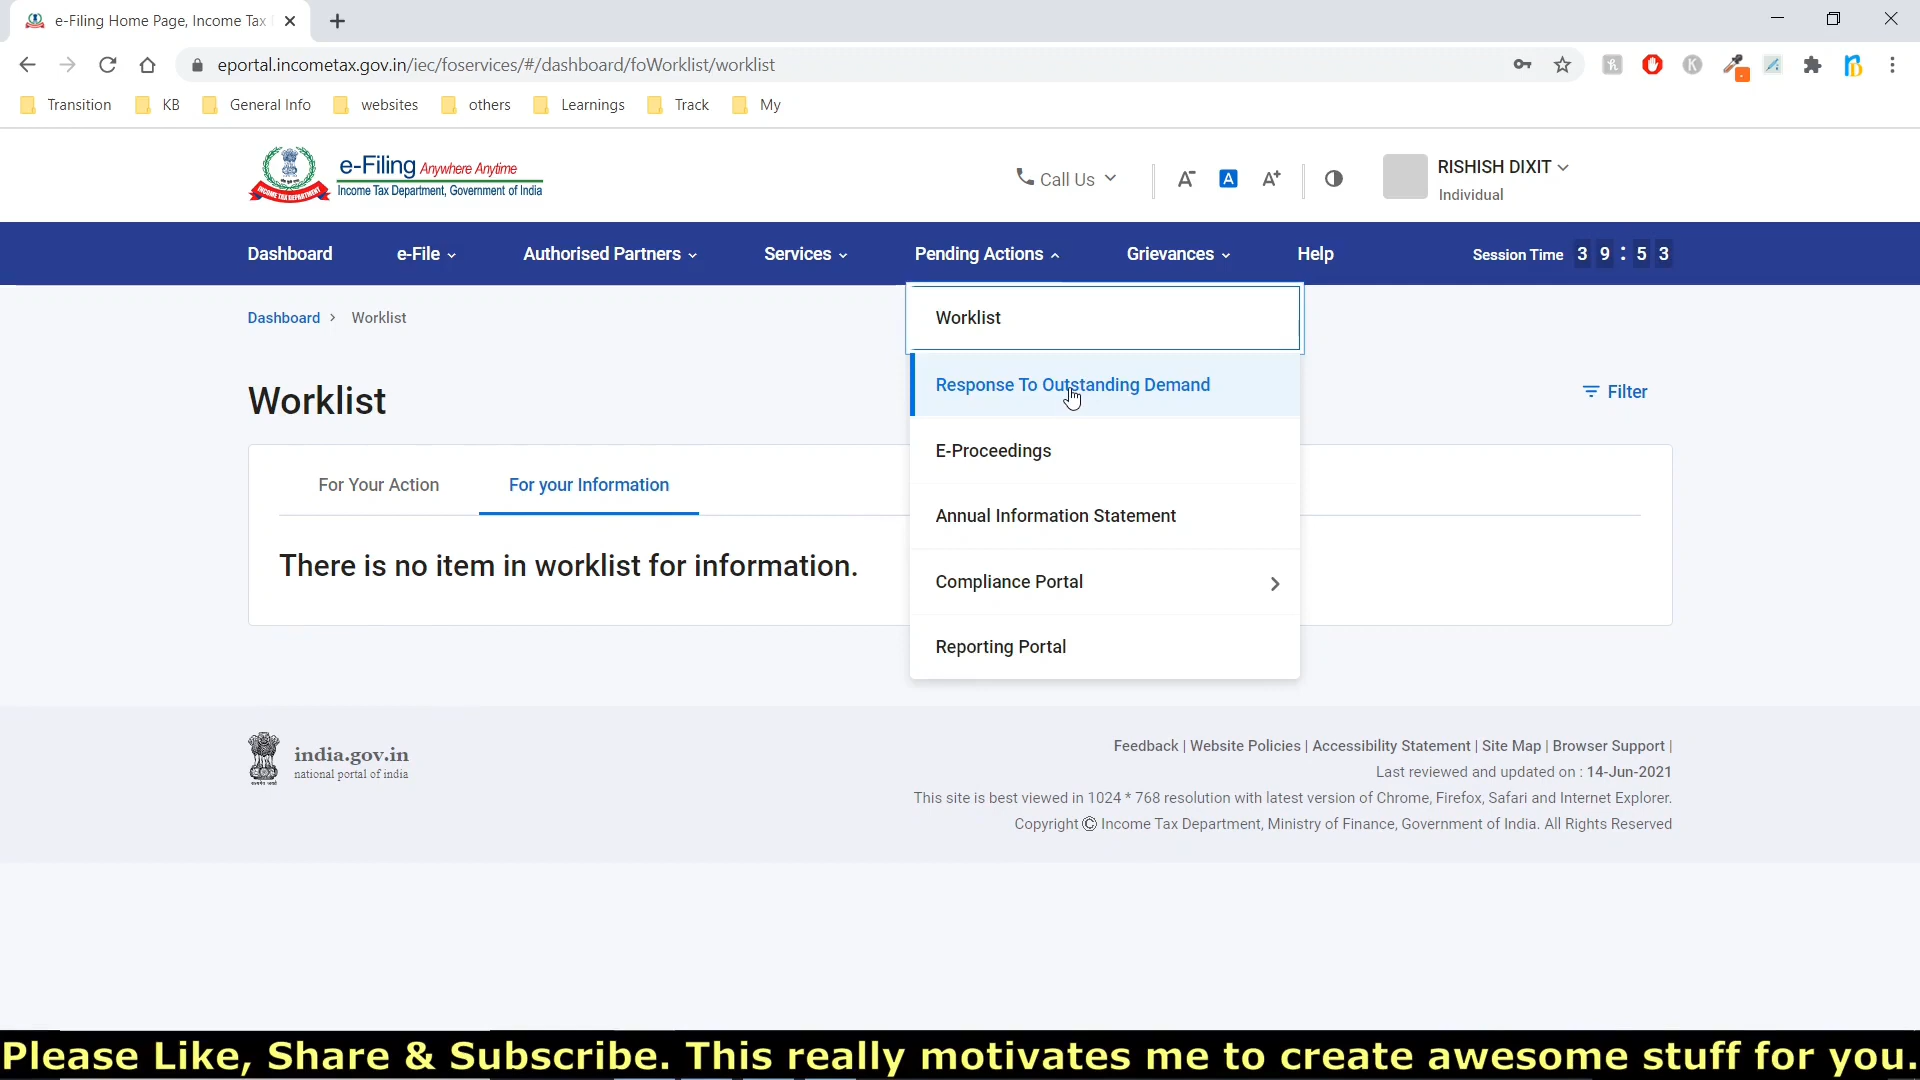 e-Filing Home Page, Income Tax
eportal.incometax.gov.in/iec/foservices/#/dashboard/foWorklist/worklist
Transition KB General Info websites others Learnings Track My
e-Filing Anywhere Anytime
Income Tax Department, Government of India
INCOME TAX DEPARTMENT
Call Us A- A A+ RISHISH DIXIT
Individual
Dashboard e-File Authorised Partners Services Pending Actions Grievances Help Session Time 3 9 : 5 3
Dashboard > Worklist
Worklist
Response To Outstanding Demand
E-Proceedings
Annual Information Statement
Compliance Portal
Reporting Portal
Worklist
Filter
For Your Action For your Information
There is no item in worklist for information.
india.gov.in
national portal of india
Feedback | Website Policies | Accessibility Statement | Site Map | Browser Support |
Last reviewed and updated on : 14-Jun-2021
This site is best viewed in 1024 * 768 resolution with latest version of Chrome, Firefox, Safari and Internet Explorer.
Copyright © Income Tax Department, Ministry of Finance, Government of India. All Rights Reserved
Please Like, Share & Subscribe. This really motivates me to create awesome stuff for you.